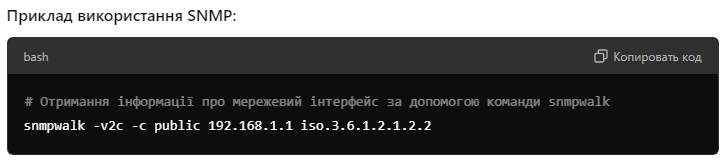 Приклад використання SNMP:
bash
Копировать код
# Отримання інформації про мережевий інтерфейс за допомогою команди snmpwalk
snmpwalk -v2c -c public 192.168.1.1 iso.3.6.1.2.1.2.2